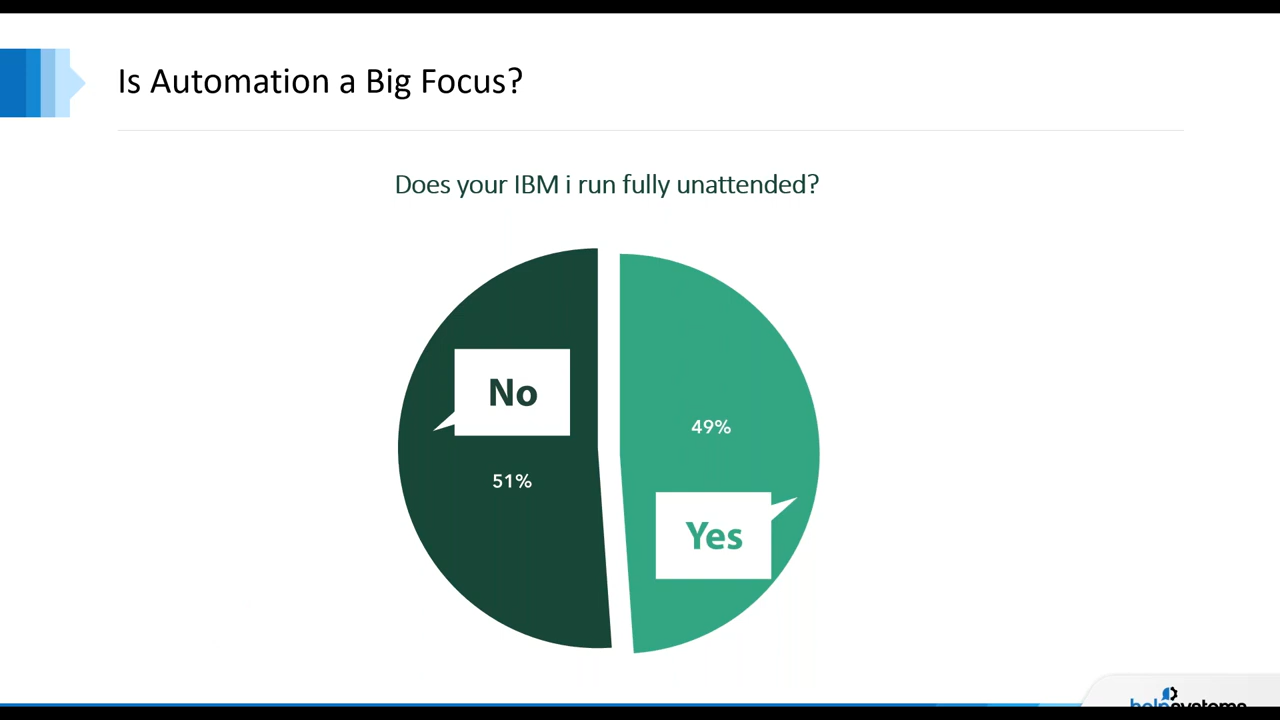 Is Automation a Big Focus?
Does your IBM i run fully unattended?
No
51%
49%
Yes